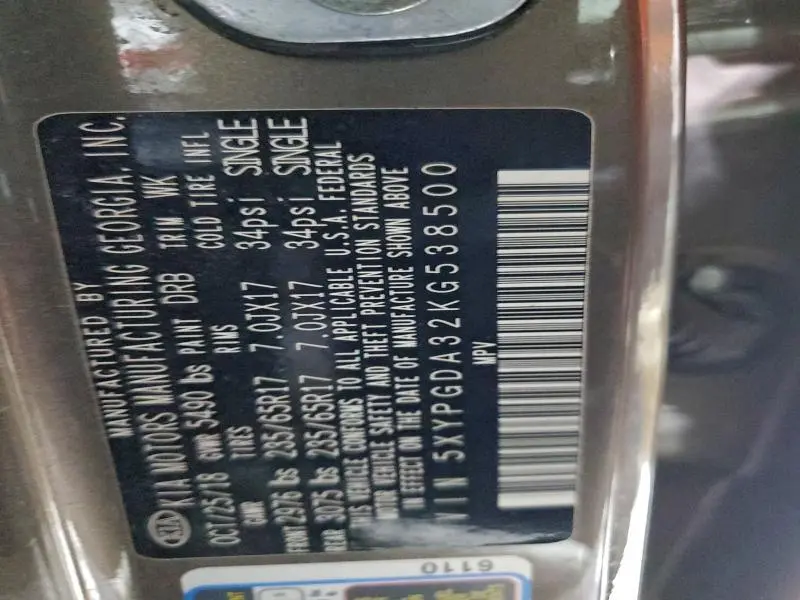 MANUFACTURED BY
KIA KIA MOTORS MANUFACTURING GEORGIA, INC.
OCT/25/18 GVWR 5490 lbs PAINT DRB TRIM WK
GAWR TIRES RIMS COLD TIRE INFL
FRONT 2976 lbs 235/65R17 7.0JX17 34psi SINGLE
REAR 3075 lbs 235/65R17 7.0JX17 34psi SINGLE
THIS VEHICLE CONFORMS TO ALL APPLICABLE U.S.A. FEDERAL
MOTOR VEHICLE SAFETY AND THEFT PREVENTION STANDARDS
IN EFFECT ON THE DATE OF MANUFACTURE SHOWN ABOVE
VIN 5XYPGDA32KG538500
MPV
6110